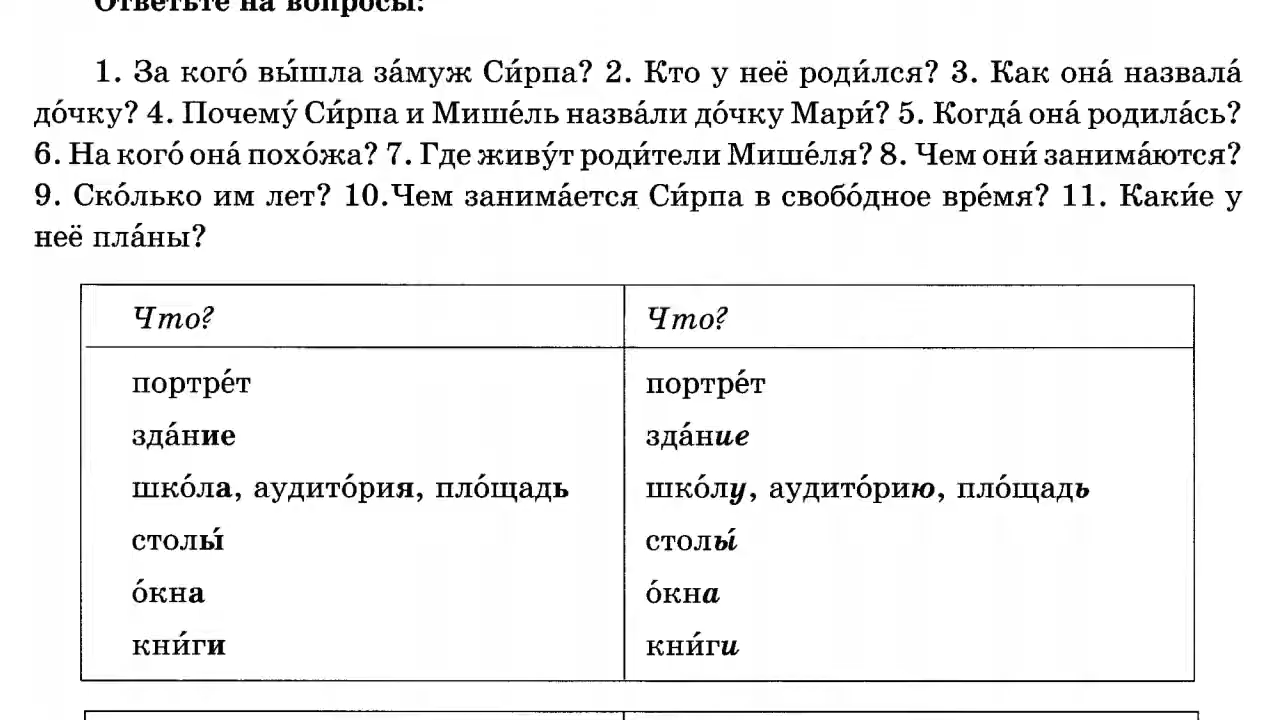 Ответьте на вопросы:
1. За кого́ вы́шла за́муж Си́рпа? 2. Кто у неё роди́лся? 3. Как она́ назвала́
до́чку? 4. Почему́ Си́рпа и Мише́ль назва́ли до́чку Мари́? 5. Когда́ она́ родила́сь?
6. На кого́ она́ похо́жа? 7. Где живу́т роди́тели Мише́ля? 8. Чем они́ занима́ются?
9. Ско́лько им лет? 10.Чем занима́ется Си́рпа в свобо́дное вре́мя? 11. Каки́е у
неё пла́ны?
Что? Что?
портре́т портре́т
зда́ние зда́ние
шко́ла, аудито́рия, пло́щадь шко́лу, аудито́рию, пло́щадь
столы́ столы́
о́кна о́кна
кни́ги кни́ги